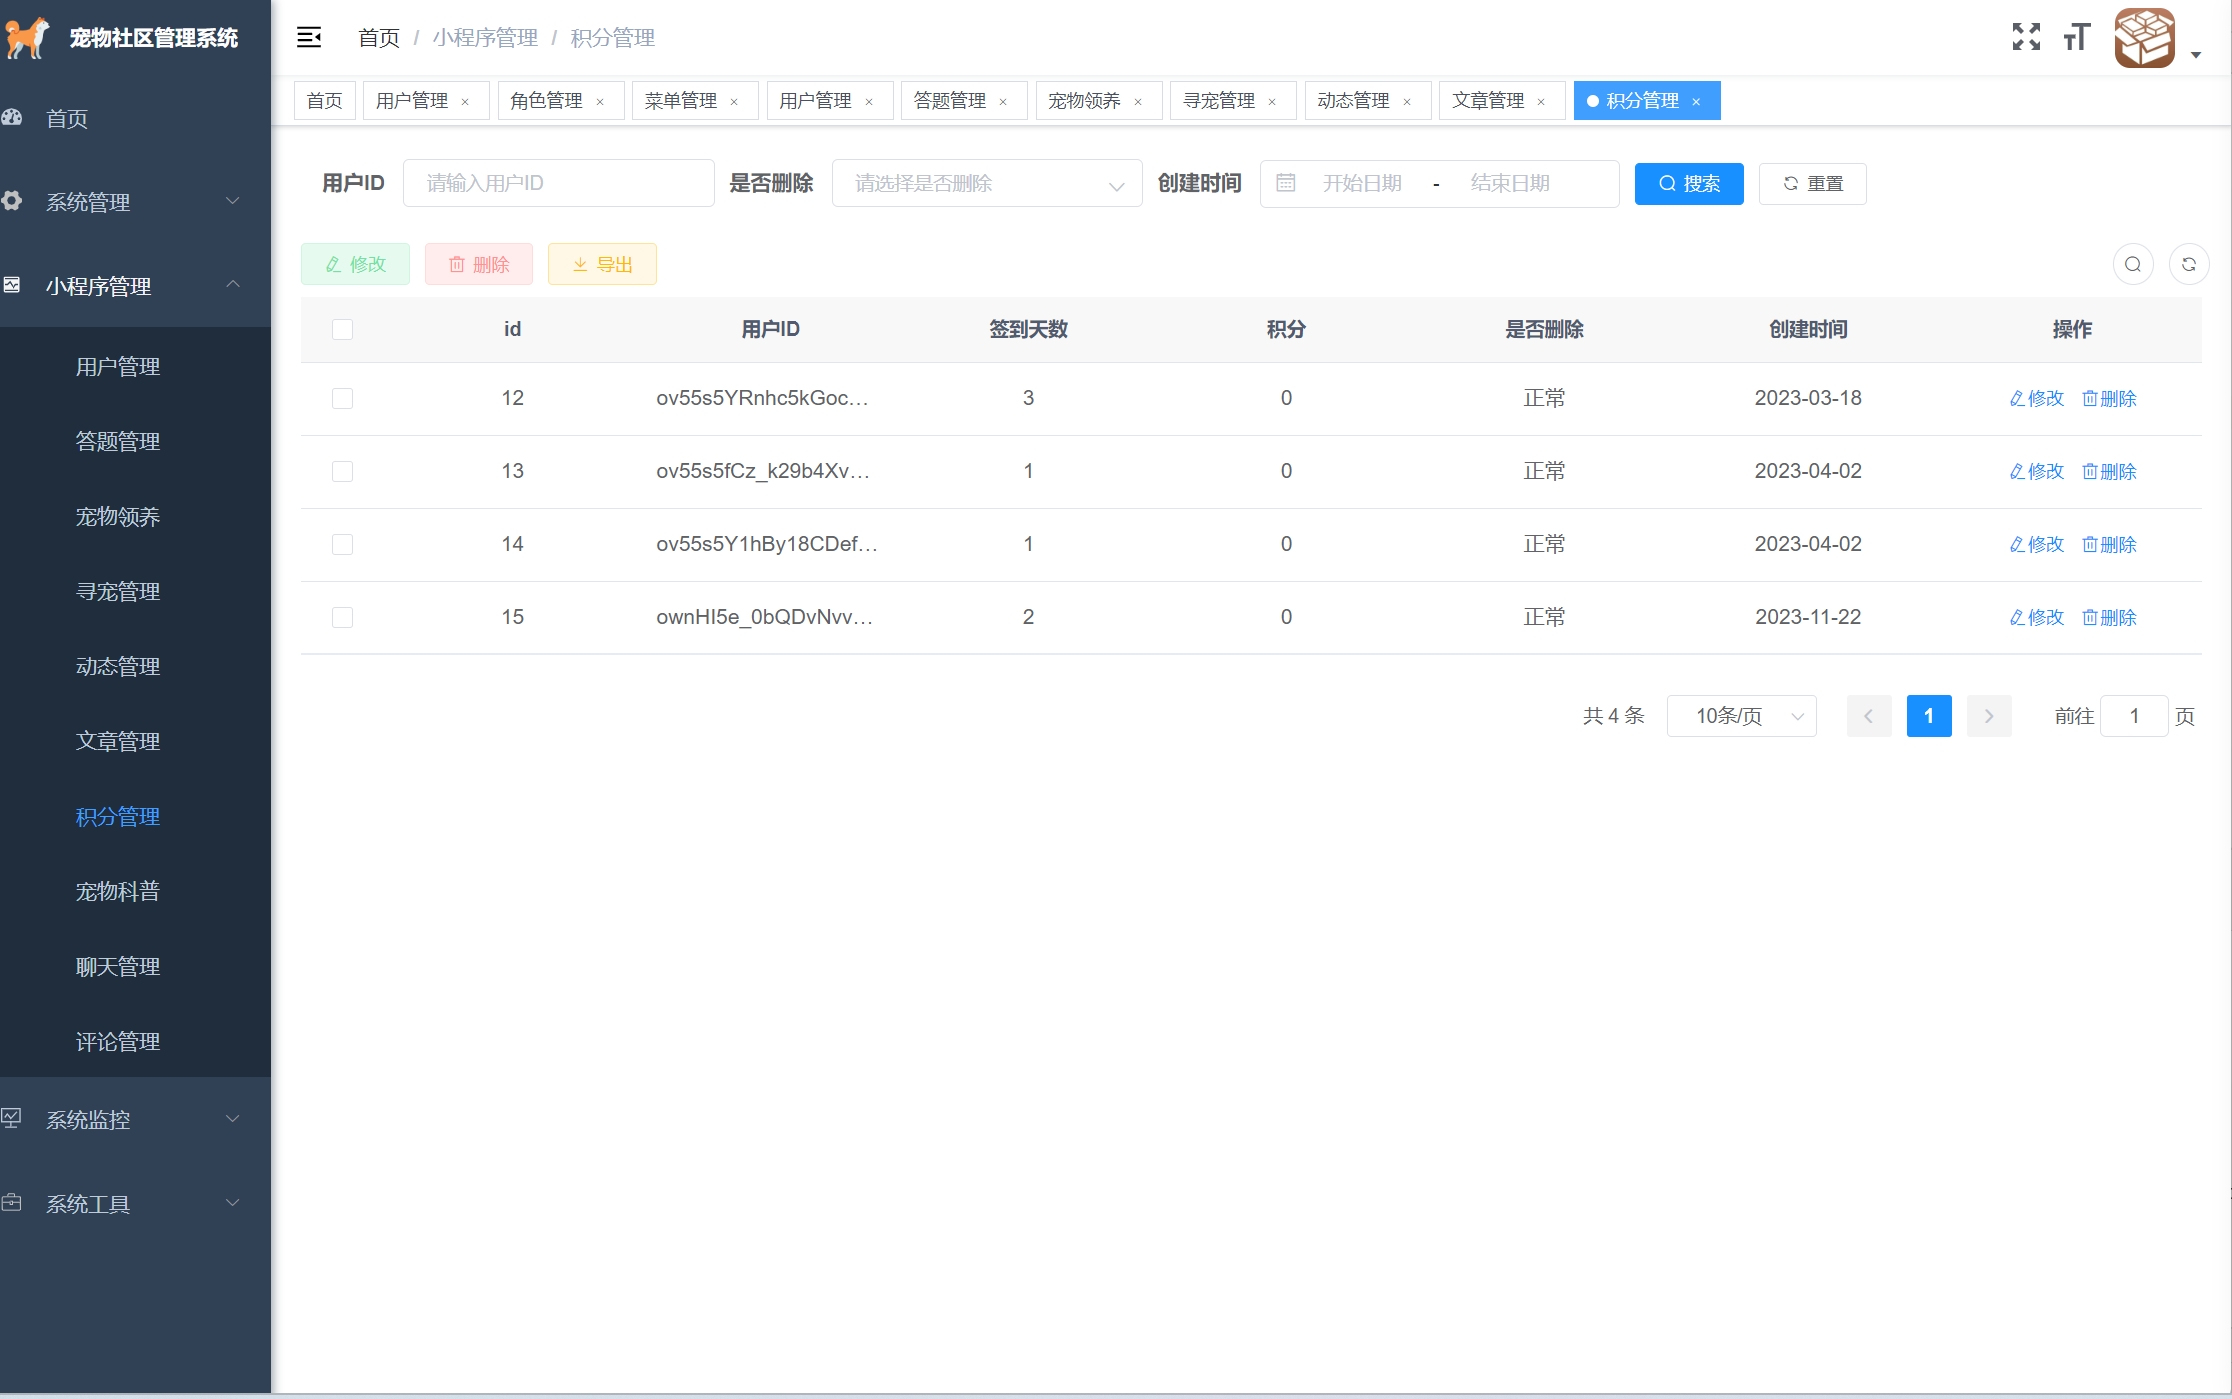 宠物社区管理系统
首页
系统管理
小程序管理
用户管理
答题管理
宠物领养
寻宠管理
动态管理
文章管理
积分管理
宠物科普
聊天管理
评论管理
系统监控
系统工具
首页 / 小程序管理 / 积分管理
首页 用户管理 × 角色管理 × 菜单管理 × 用户管理 × 答题管理 × 宠物领养 × 寻宠管理 × 动态管理 × 文章管理 × 积分管理 ×
用户ID 请输入用户ID 是否删除 请选择是否删除 创建时间 开始日期 - 结束日期 搜索 重置
修改 删除 导出
id 用户ID 签到天数 积分 是否删除 创建时间 操作
12 ov55s5YRnhc5kGoc... 3 0 正常 2023-03-18 修改 删除
13 ov55s5fCz_k29b4Xv... 1 0 正常 2023-04-02 修改 删除
14 ov55s5Y1hBy18CDef... 1 0 正常 2023-04-02 修改 删除
15 ownHI5e_0bQDvNvv... 2 0 正常 2023-11-22 修改 删除
共 4 条 10条/页 1 前往 1 页